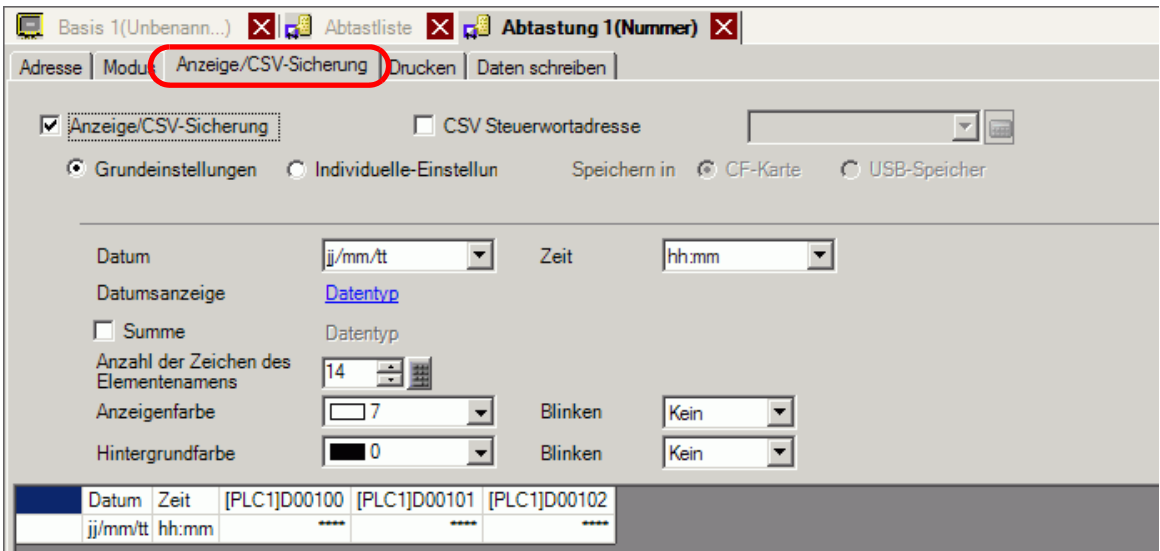 Basis 1(Unbenann...) Abtastliste Abtastung 1(Nummer)
Adresse Modus Anzeige/CSV-Sicherung Drucken Daten schreiben
Anzeige/CSV-Sicherung CSV Steuerwortadresse
Grundeinstellungen Individuelle-Einstellun Speichern in CF-Karte USB-Speicher
Datum jj/mm/tt Zeit hh:mm
Datumsanzeige Datentyp
Summe Datentyp
Anzahl der Zeichen des
Elementenamens 14
Anzeigenfarbe 7 Blinken Kein
Hintergrundfarbe 0 Blinken Kein
Datum Zeit [PLC1]D00100 [PLC1]D00101 [PLC1]D00102
jj/mm/tt hh:mm **** **** ****